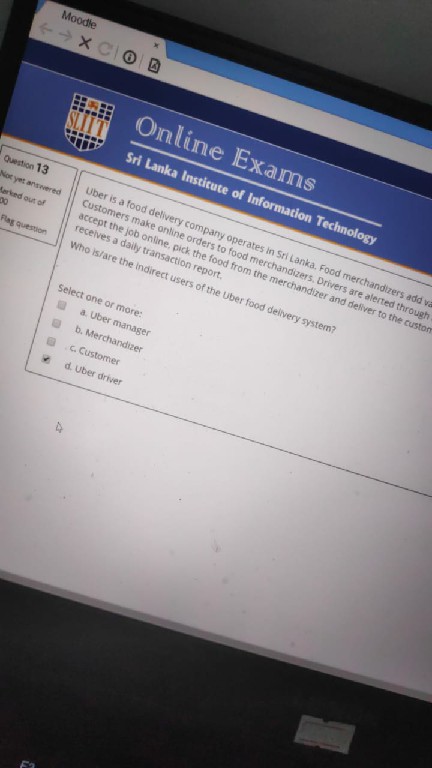 Moodle
SLIIT
Online Exams
Sri Lanka Institute of Information Technology
Question 13
Not yet answered
Marked out of
00
Flag question
Uber is a food delivery company operates in Sri Lanka. Food merchandizers add va
Customers make online orders to food merchandizers. Drivers are alerted through
accept the job online, pick the food from the merchandizer and deliver to the custom
receives a daily transaction report.
Who is/are the indirect users of the Uber food delivery system?
Select one or more:
a. Uber manager
b. Merchandizer
c. Customer
d. Uber driver